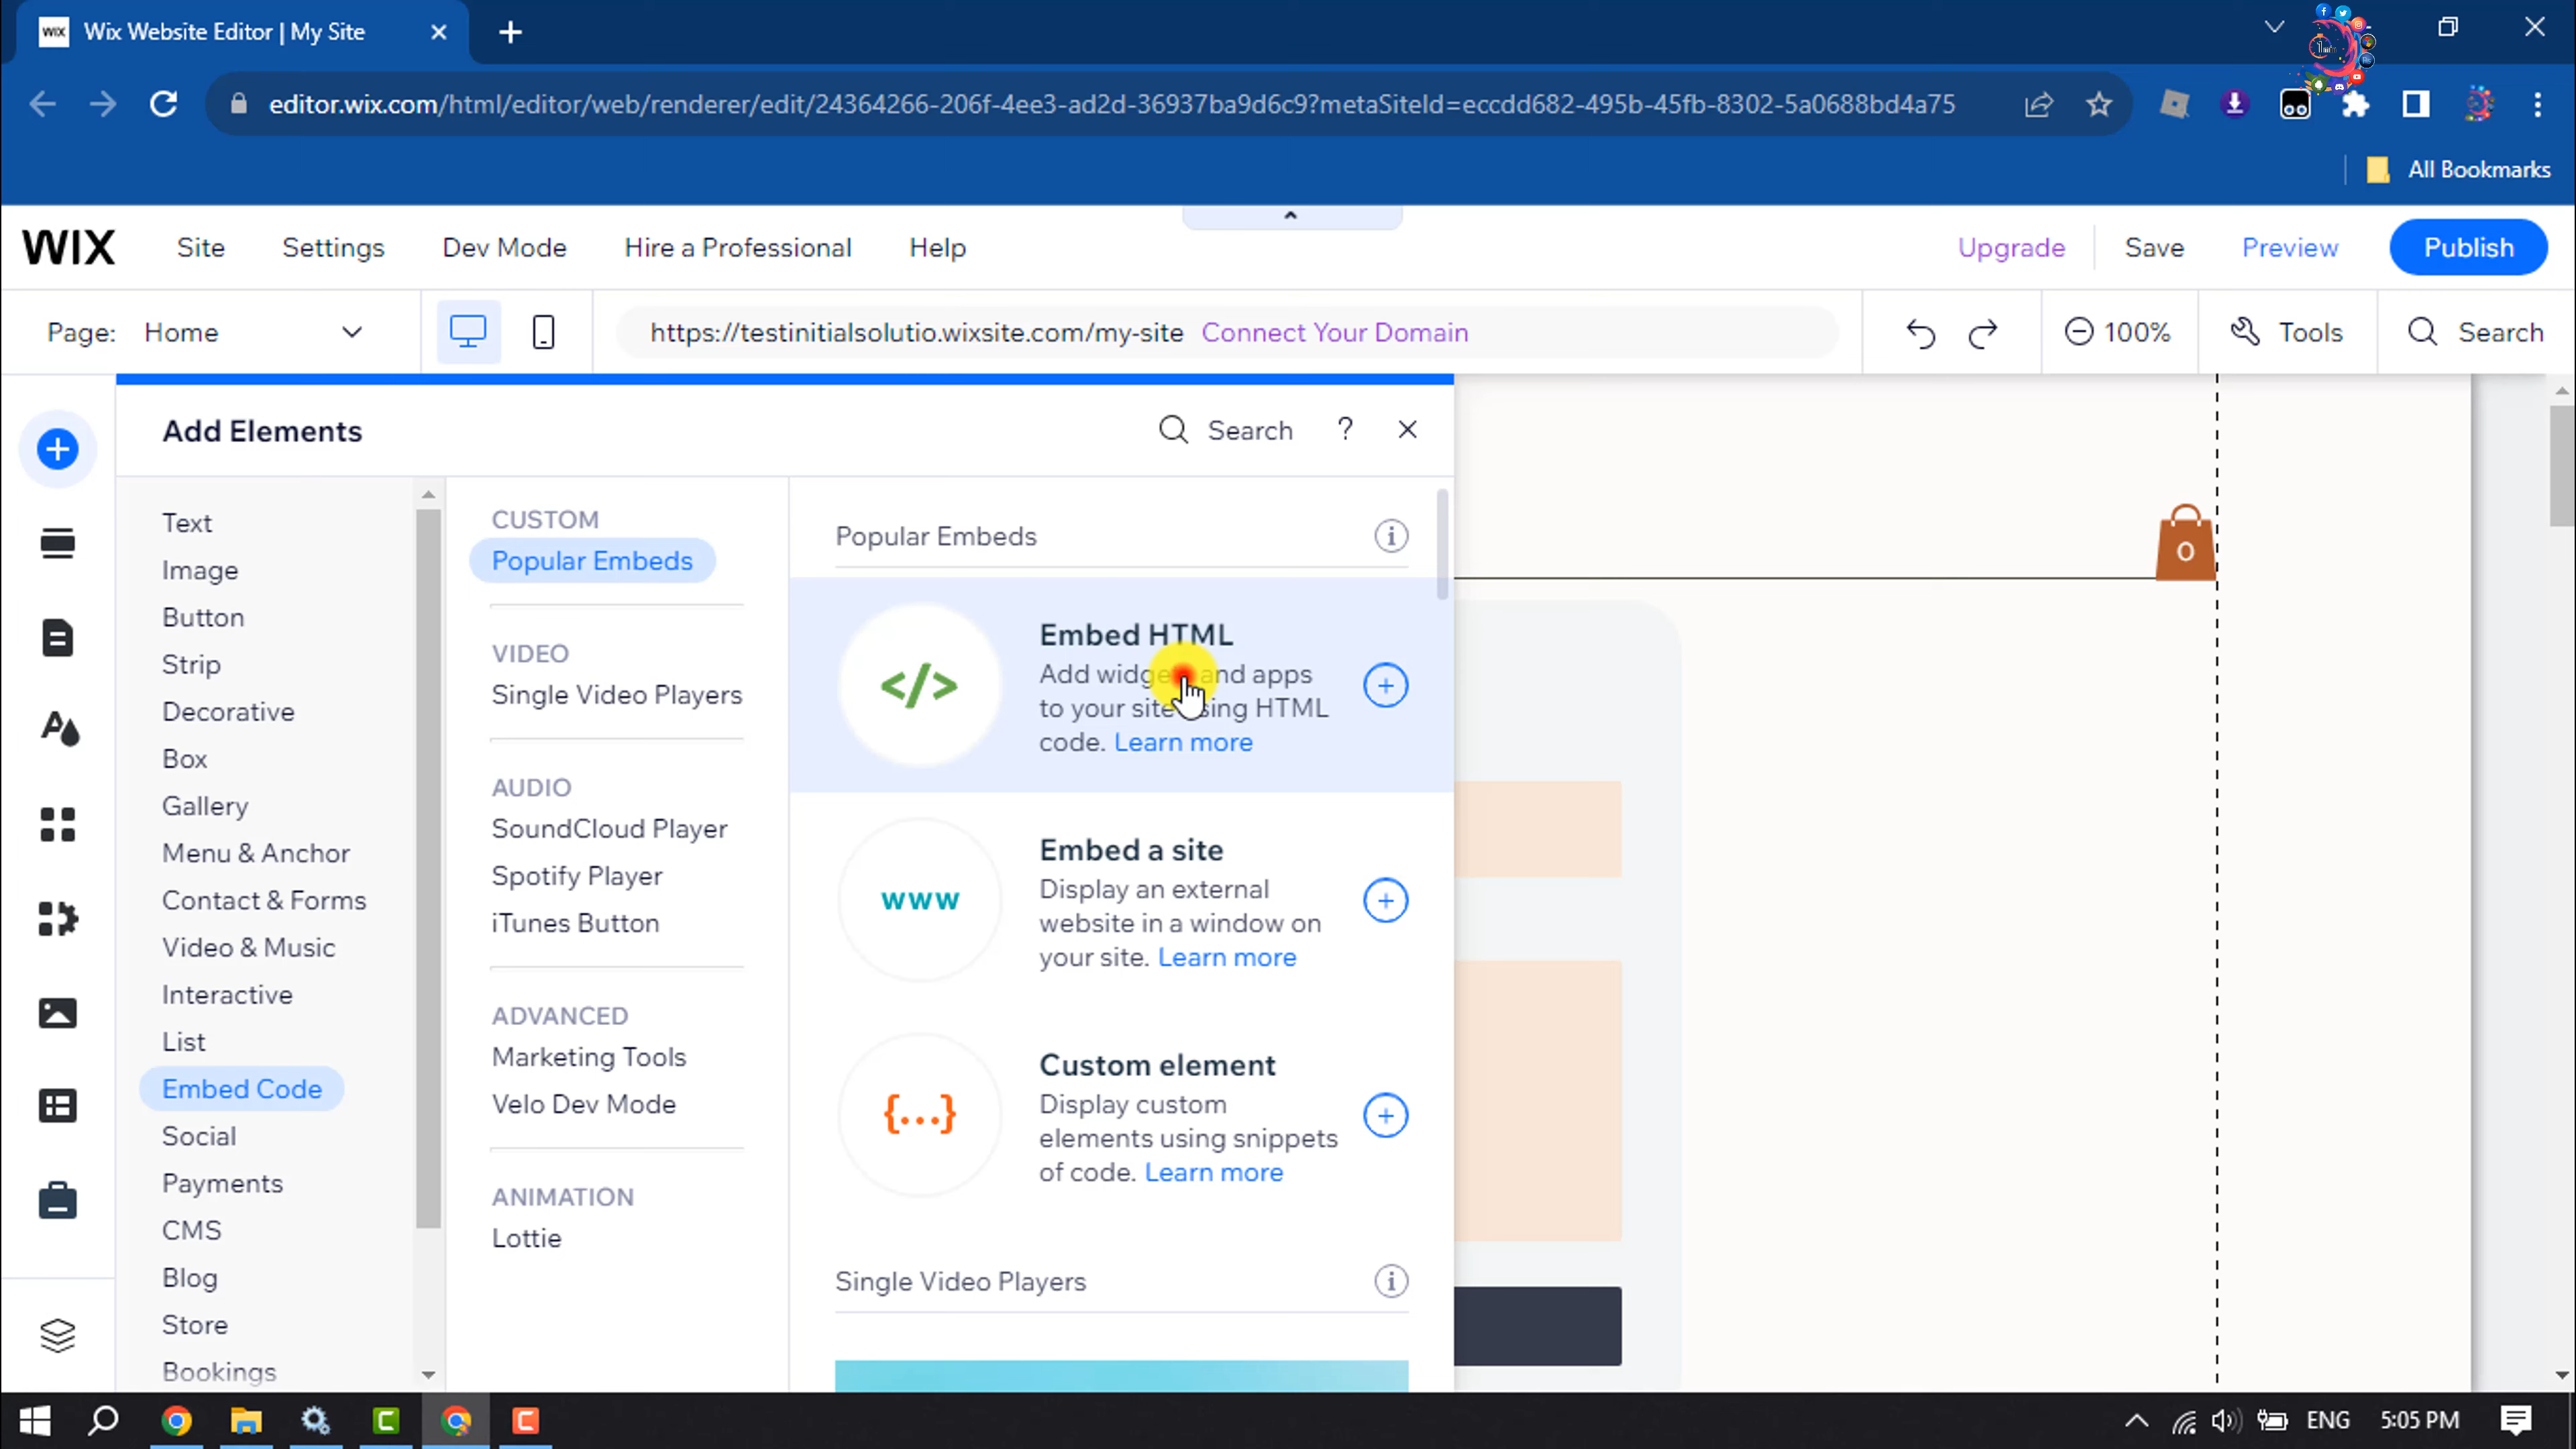 WIX Wix Website Editor | My Site
editor.wix.com/html/editor/web/renderer/edit/24364266-206f-4ee3-ad2d-36937ba9d6c9?metaSiteId=eccdd682-495b-45fb-8302-5a0688bd4a75
All Bookmarks
WIX Site Settings Dev Mode Hire a Professional Help Upgrade Save Preview Publish
Page: Home https://testinitialsolutio.wixsite.com/my-site Connect Your Domain 100% Tools Search
Add Elements Search ?
Text
Image
Button
Strip
Decorative
Box
Gallery
Menu & Anchor
Contact & Forms
Video & Music
Interactive
List
Embed Code
Social
Payments
CMS
Blog
Store
Bookings
CUSTOM
Popular Embeds
VIDEO
Single Video Players
AUDIO
SoundCloud Player
Spotify Player
iTunes Button
ADVANCED
Marketing Tools
Velo Dev Mode
ANIMATION
Lottie
Popular Embeds
</>
Embed HTML
Add and apps
to your site HTML
code. Learn more
www
Embed a site
Display an external
website in a window on
your site. Learn more
{...}
Custom element
Display custom
elements using snippets
of code. Learn more
Single Video Players
0
ENG 5:05 PM